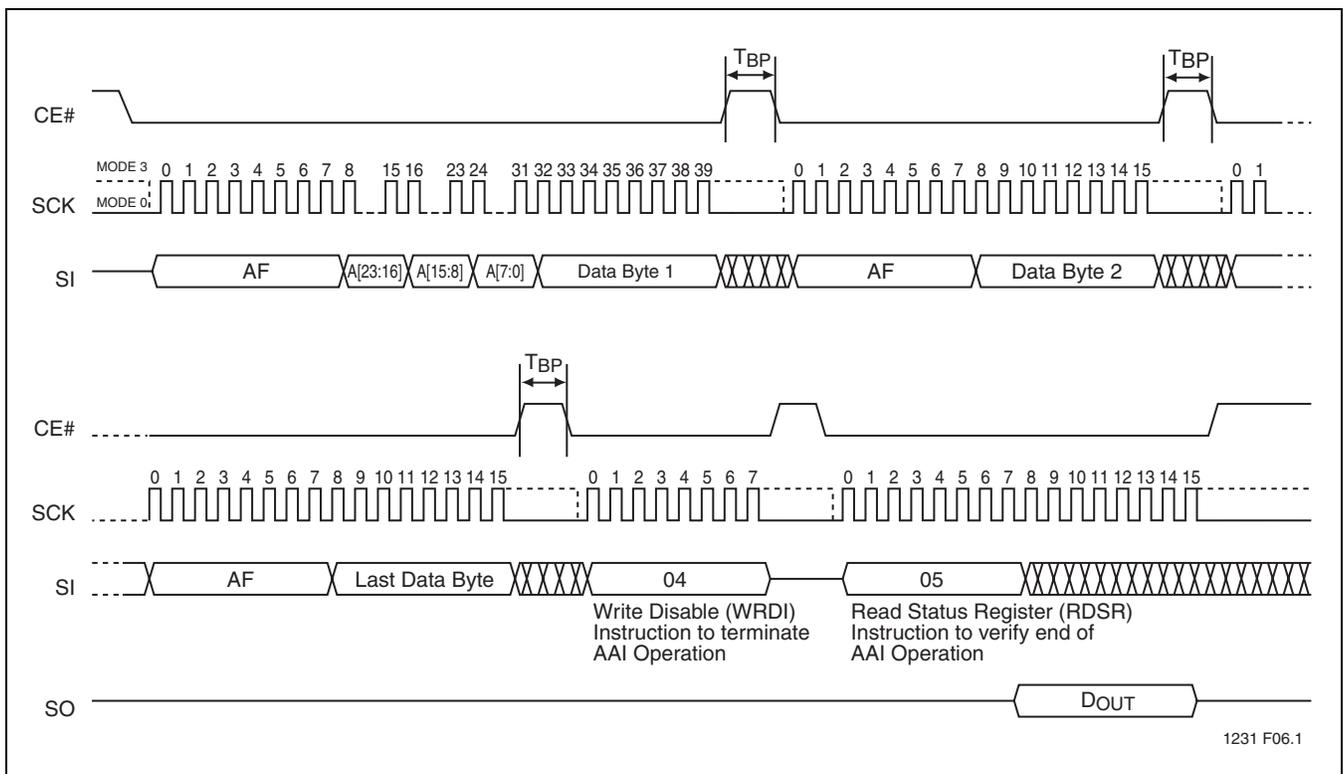 TBP TBP
CE#
MODE 3 0 1 2 3 4 5 6 7 8 15 16 23 24 31 32 33 34 35 36 37 38 39 0 1 2 3 4 5 6 7 8 9 10 11 12 13 14 15 0 1
SCK MODE 0
SI AF A[23:16] A[15:8] A[7:0] Data Byte 1 AF Data Byte 2
TBP
CE#
0 1 2 3 4 5 6 7 8 9 10 11 12 13 14 15 0 1 2 3 4 5 6 7 0 1 2 3 4 5 6 7 8 9 10 11 12 13 14 15
SCK
SI AF Last Data Byte 04 05
Write Disable (WRDI) Read Status Register (RDSR)
Instruction to terminate Instruction to verify end of
AAI Operation AAI Operation
SO DOUT
1231 F06.1